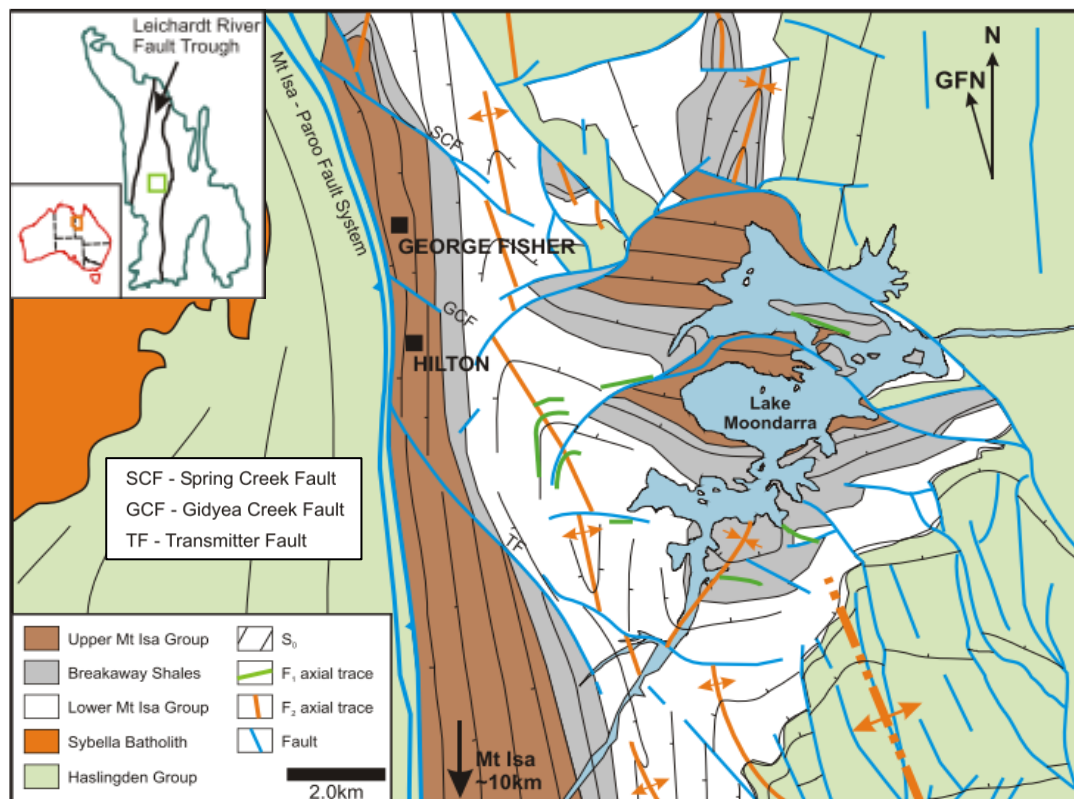 Leichardt River
Fault Trough
Mt Isa - Paroo Fault System
SCF
N
GFN
GEORGE FISHER
GCF
HILTON
Lake
Moondarra
SCF - Spring Creek Fault
GCF - Gidyea Creek Fault
TF - Transmitter Fault
TF
Upper Mt Isa Group
Breakaway Shales
Lower Mt Isa Group
Sybella Batholith
Haslingden Group
S₀
F₁ axial trace
F₂ axial trace
Fault
2.0km
Mt Isa
~10km